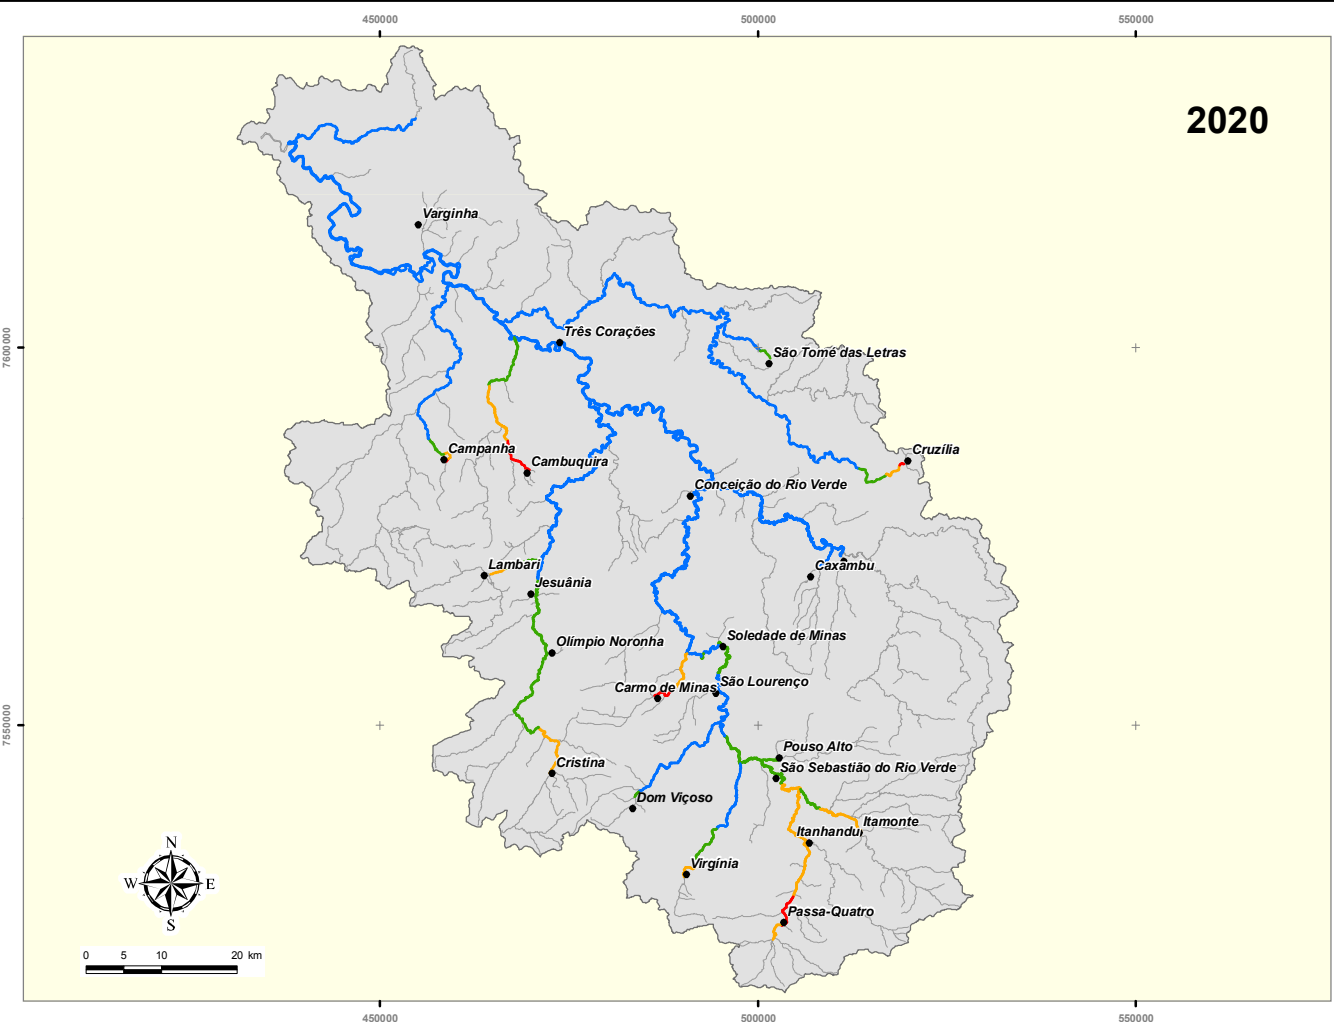 450000 500000 550000
2020
Varginha
7600000
Três Corações
São Tomé das Letras
Campanha
Cruzília
Cambuquira
Conceição do Rio Verde
Lambari
Caxambu
Jesuânia
Soledade de Minas
Olímpio Noronha
São Lourenço
Carmo de Minas
7550000
Pouso Alto
Cristina
São Sebastião do Rio Verde
Dom Viçoso
Itamonte
Itanhandu
N
Virgínia
W E
Passa-Quatro
S
0 5 10 20 km
450000 500000 550000